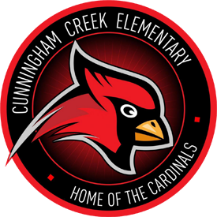 CUNNINGHAM CREEK ELEMENTARY
HOME OF THE CARDINALS